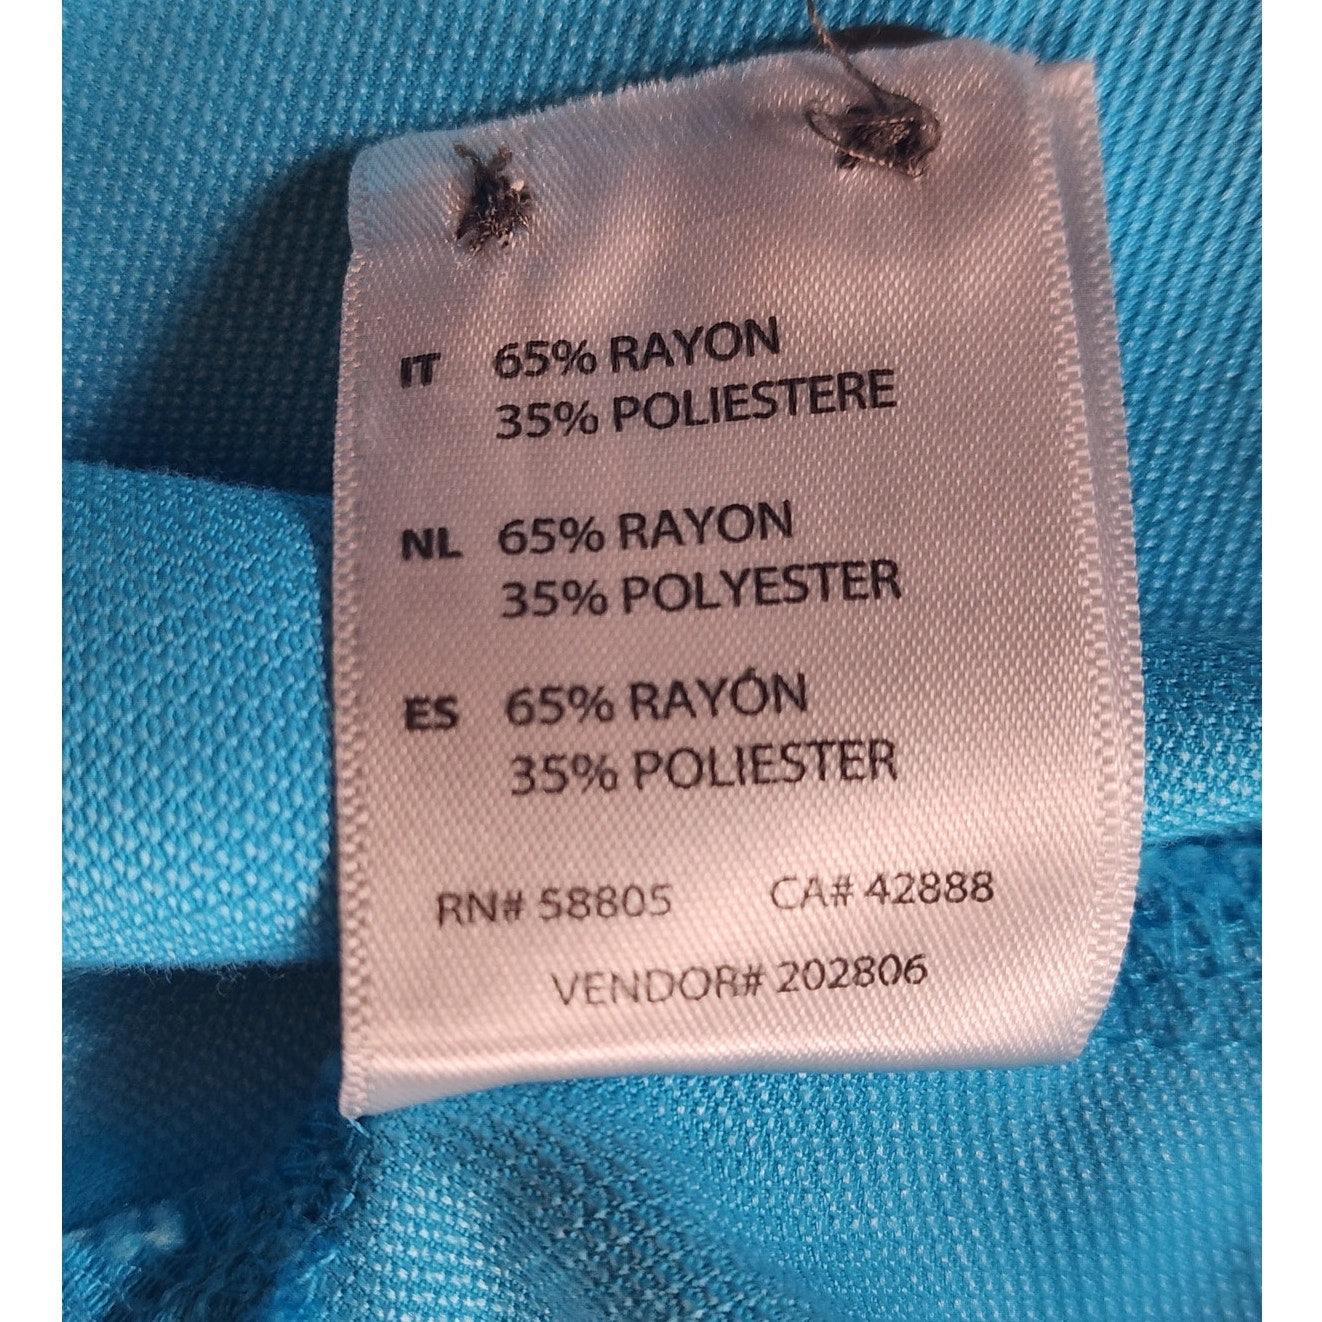 IT 65% RAYON
35% POLIESTERE
NL 65% RAYON
35% POLYESTER
ES 65% RAYÓN
35% POLIESTER
RN# 58805 CA# 42888
VENDOR# 202806